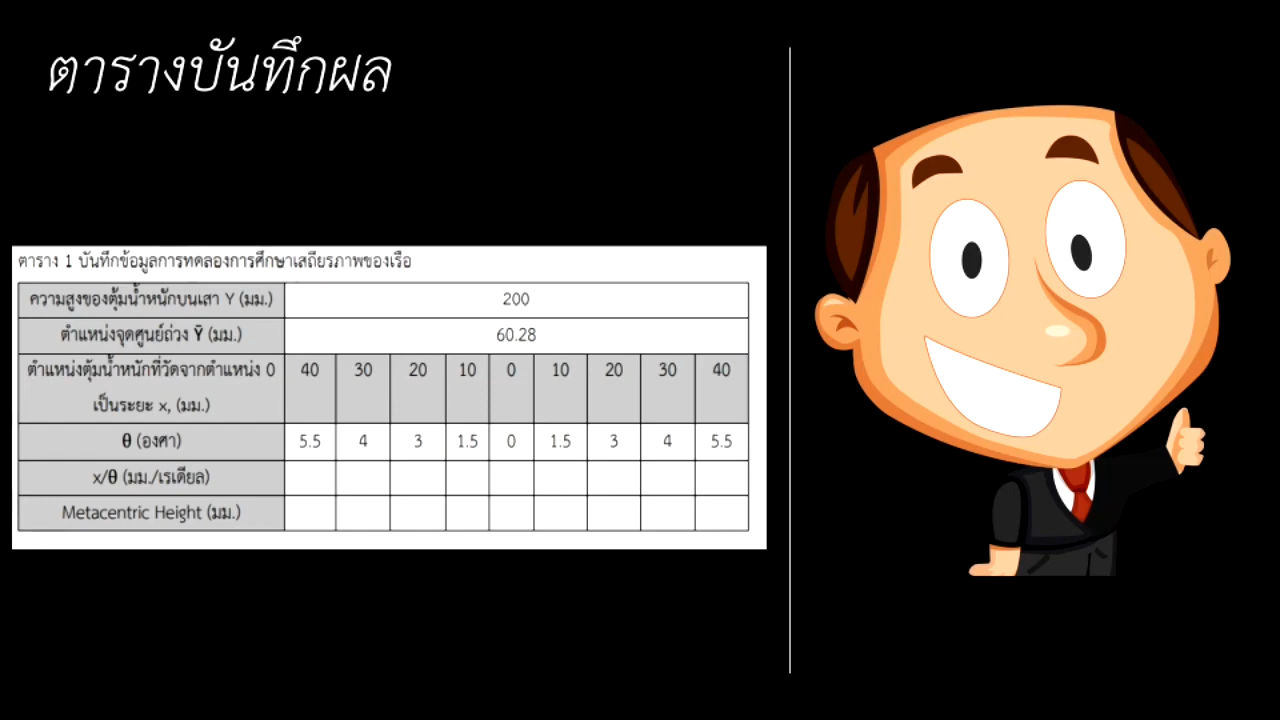 ตารางบันทึกผล
ตาราง 1 บันทึกข้อมูลการทดลองการศึกษาเสถียรภาพของเรือ
ความสูงของตุ้มน้ำหนักบนเสา Y (มม.) 200
ตำแหน่งจุดศูนย์ถ่วง Ȳ (มม.) 60.28
ตำแหน่งตุ้มน้ำหนักที่วัดจากตำแหน่ง 0 40 30 20 10 0 10 20 30 40
เป็นระยะ x, (มม.)
θ (องศา) 5.5 4 3 1.5 0 1.5 3 4 5.5
x/θ (มม./เรเดียล)
Metacentric Height (มม.)